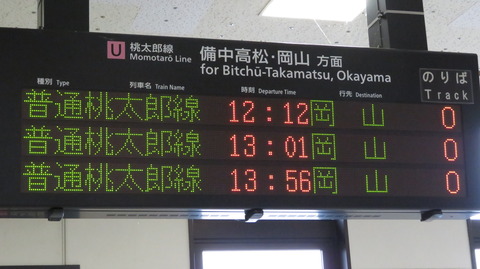 U 桃太郎線 備中高松・岡山 方面 のりば
Momotarō Line for Bitchū-Takamatsu, Okayama Track
種別 Type 列車名 Train Name 時刻 Departure Time 行先 Destination
普通桃太郎線 12:12 岡山 0
普通桃太郎線 13:01 岡山 0
普通桃太郎線 13:56 岡山 0